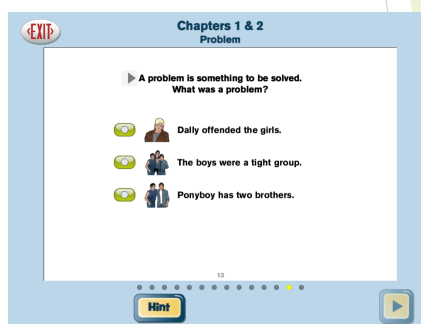 EXIT
Chapters 1 & 2
Problem
A problem is something to be solved.
What was a problem?
Dally offended the girls.
The boys were a tight group.
Ponyboy has two brothers.
13
Hint